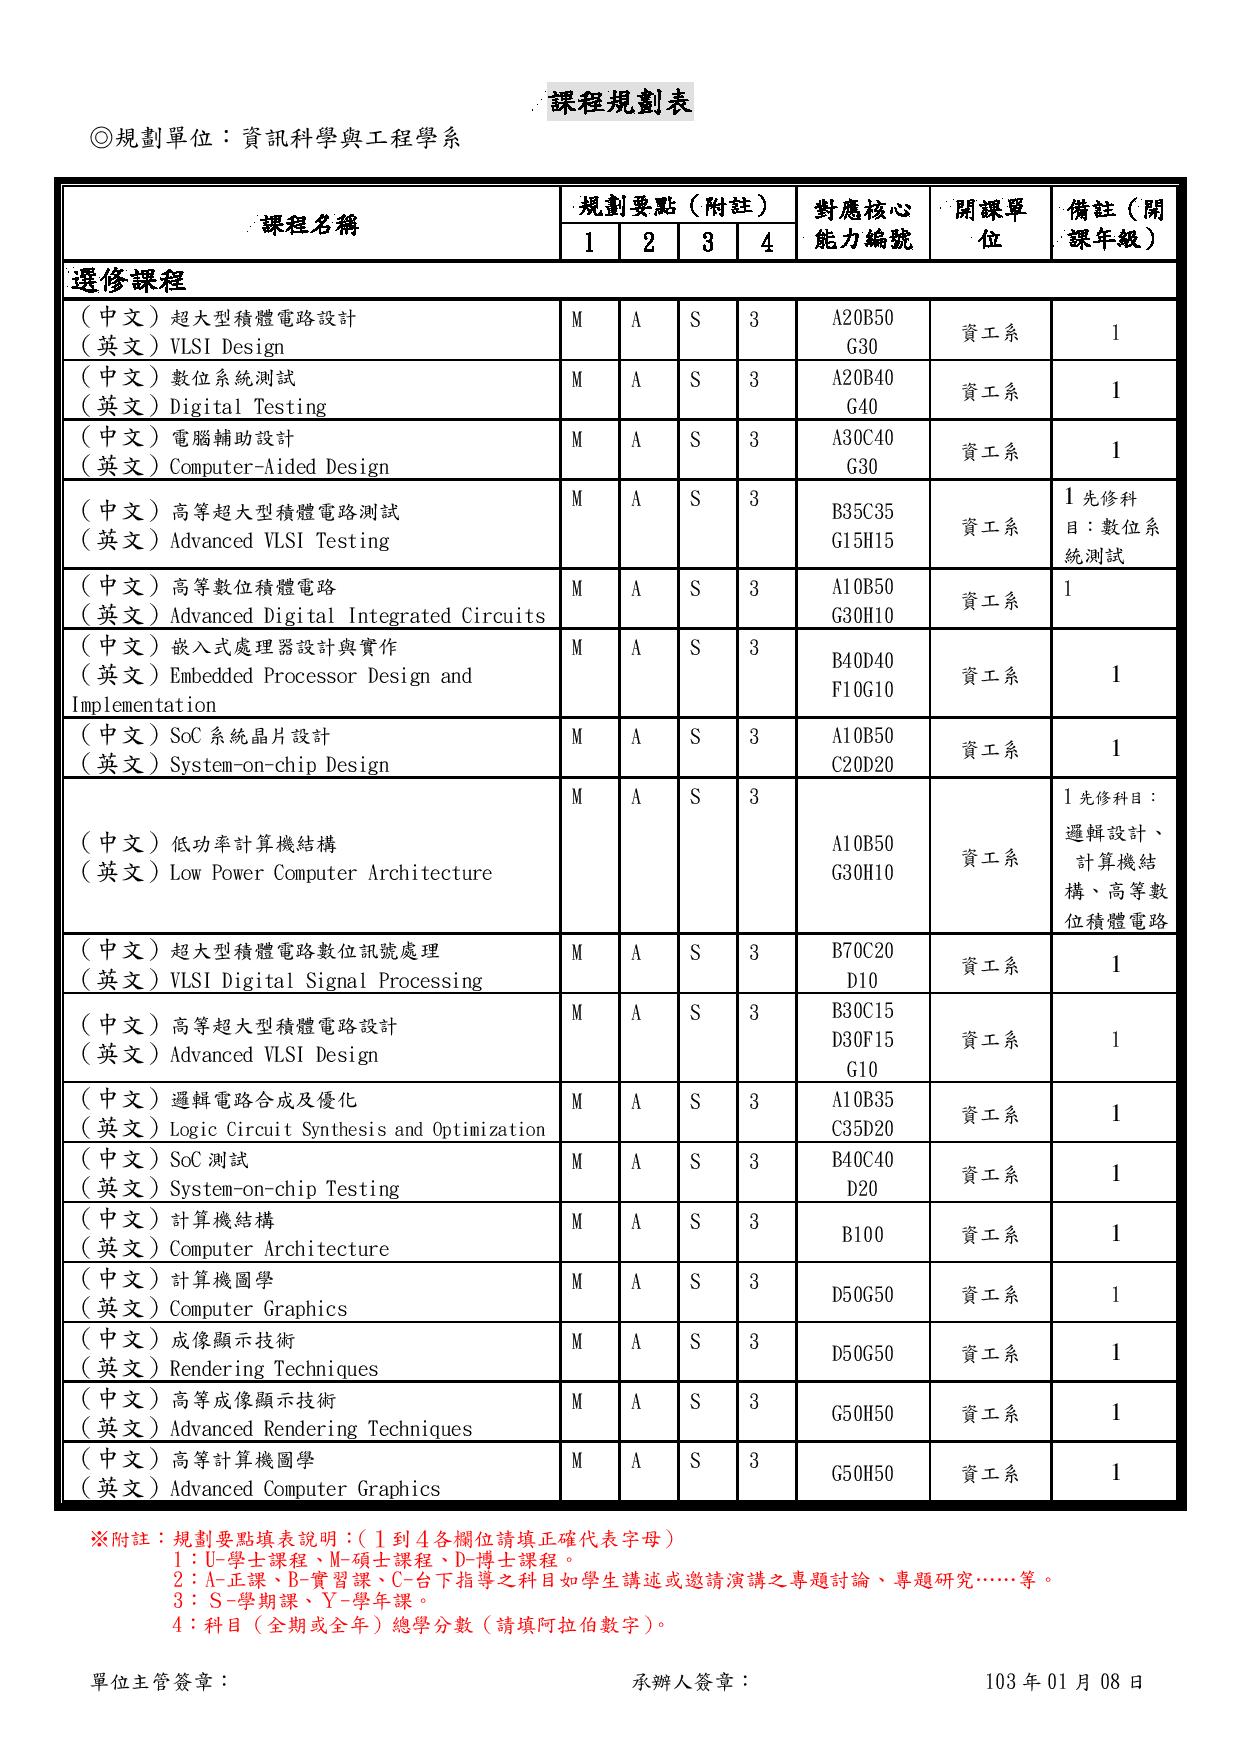 課程規劃表
◎規劃單位：資訊科學與工程學系
課程名稱 規劃要點（附註） 對應核心能力編號 開課單位 備註（開課年級）
1 2 3 4
選修課程
（中文）超大型積體電路設計 M A S 3 A20B50 資工系 1
（英文）VLSI Design G30
（中文）數位系統測試 M A S 3 A20B40 資工系 1
（英文）Digital Testing G40
（中文）電腦輔助設計 M A S 3 A30C40 資工系 1
（英文）Computer-Aided Design G30
（中文）高等超大型積體電路測試 M A S 3 B35C35 資工系 1 先修科目：數位系統測試
（英文）Advanced VLSI Testing G15H15
（中文）高等數位積體電路 M A S 3 A10B50 資工系 1
（英文）Advanced Digital Integrated Circuits G30H10
（中文）嵌入式處理器設計與實作 M A S 3 B40D40 資工系 1
（英文）Embedded Processor Design and F10G10
Implementation
（中文）SoC 系統晶片設計 M A S 3 A10B50 資工系 1
（英文）System-on-chip Design C20D20
（中文）低功率計算機結構 M A S 3 A10B50 資工系 1 先修科目：邏輯設計、計算機結構、高等數位積體電路
（英文）Low Power Computer Architecture G30H10
（中文）超大型積體電路數位訊號處理 M A S 3 B70C20 資工系 1
（英文）VLSI Digital Signal Processing D10
（中文）高等超大型積體電路設計 M A S 3 B30C15 資工系 1
（英文）Advanced VLSI Design D30F15
G10
（中文）邏輯電路合成及優化 M A S 3 A10B35 資工系 1
（英文）Logic Circuit Synthesis and Optimization C35D20
（中文）SoC 測試 M A S 3 B40C40 資工系 1
（英文）System-on-chip Testing D20
（中文）計算機結構 M A S 3 B100 資工系 1
（英文）Computer Architecture
（中文）計算機圖學 M A S 3 D50G50 資工系 1
（英文）Computer Graphics
（中文）成像顯示技術 M A S 3 D50G50 資工系 1
（英文）Rendering Techniques
（中文）高等成像顯示技術 M A S 3 G50H50 資工系 1
（英文）Advanced Rendering Techniques
（中文）高等計算機圖學 M A S 3 G50H50 資工系 1
（英文）Advanced Computer Graphics
※附註：規劃要點填表說明：(１到４各欄位請填正確代表字母）
1：U-學士課程、M-碩士課程、D-博士課程。
2：A-正課、B-實習課、C-台下指導之科目如學生講述或邀請演講之專題討論、專題研究……等。
3：Ｓ-學期課、Ｙ-學年課。
4：科目（全期或全年）總學分數（請填阿拉伯數字)。
單位主管簽章： 承辦人簽章： 103 年 01 月 08 日